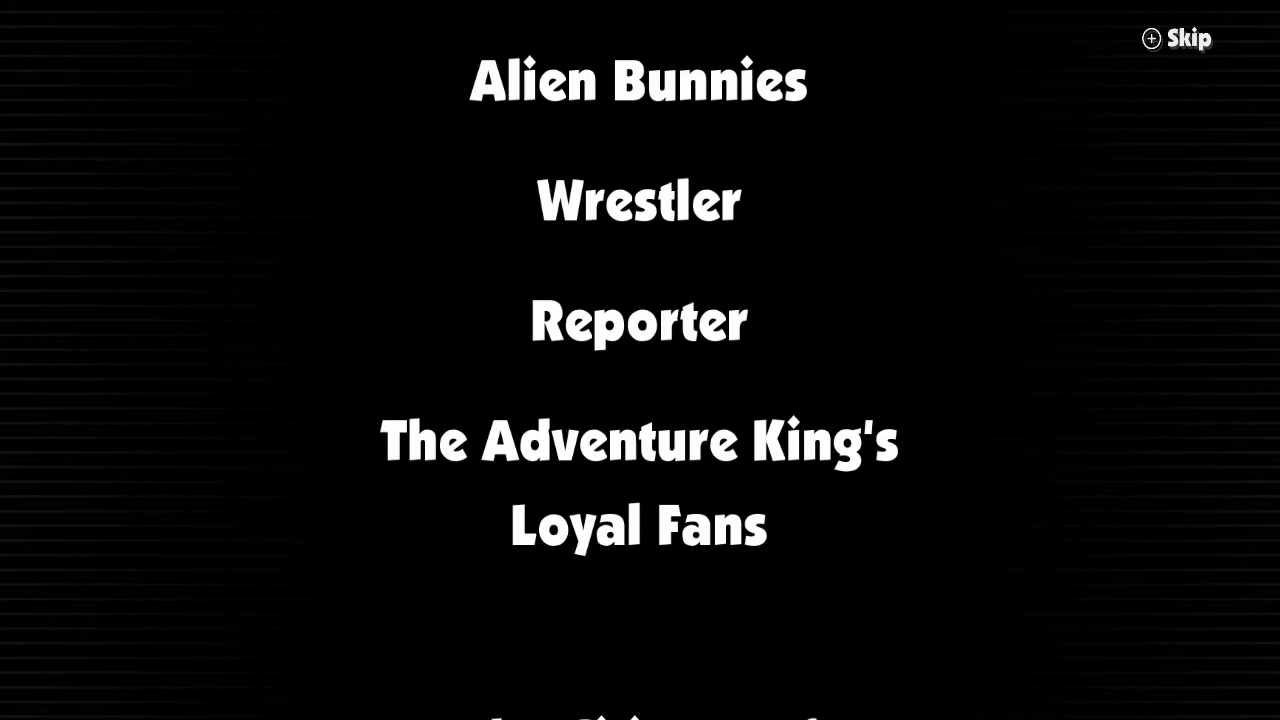 Skip
Alien Bunnies
Wrestler
Reporter
The Adventure King's
Loyal Fans